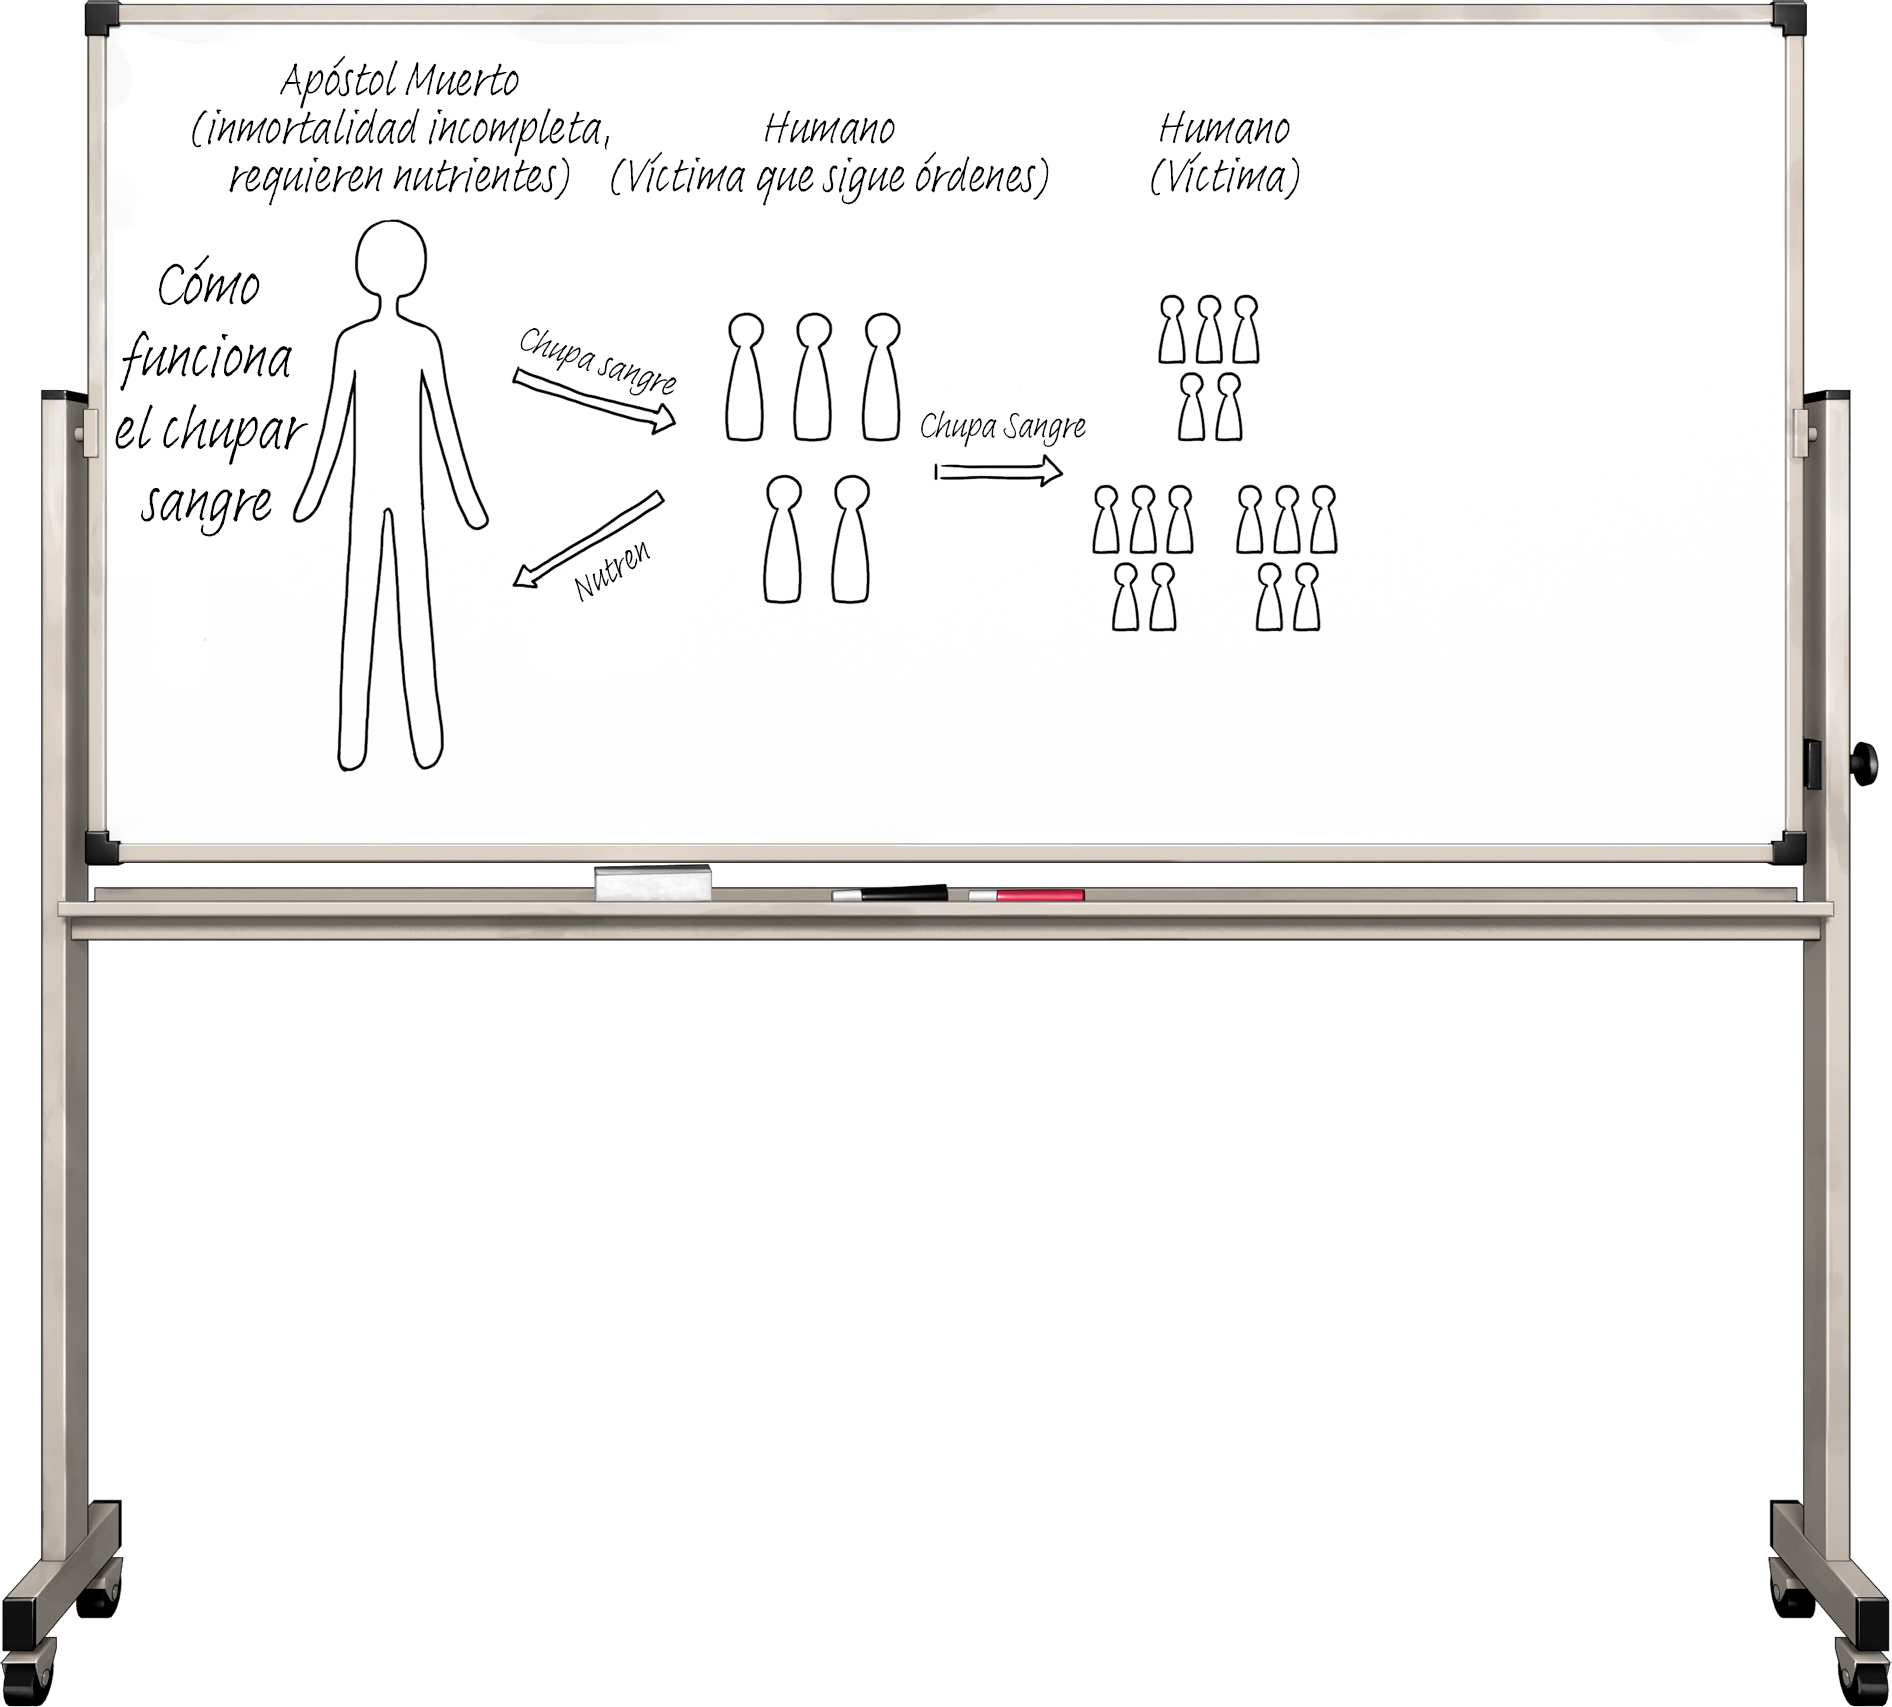 Apóstol Muerto
(inmortalidad incompleta,
requieren nutrientes)
Humano
(Víctima que sigue órdenes)
Humano
(Víctima)
Cómo
funciona
el chupar
sangre
Chupa sangre
Nutren
Chupa Sangre